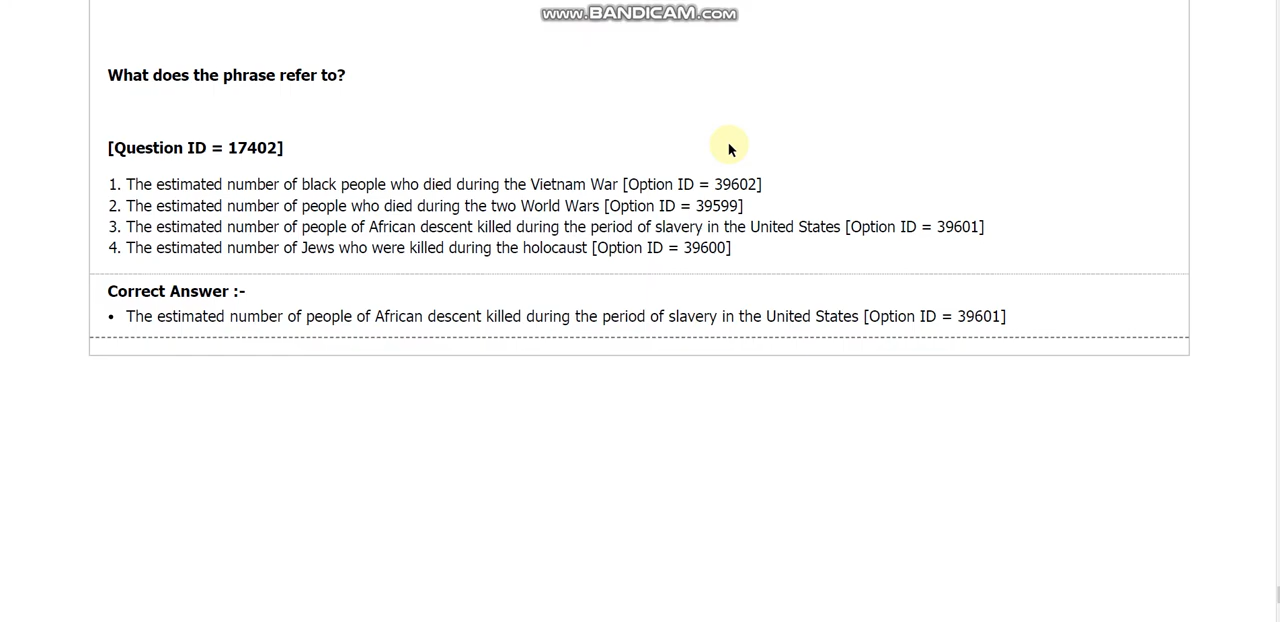 www.BANDICAM.com
What does the phrase refer to?
[Question ID = 17402]
1. The estimated number of black people who died during the Vietnam War [Option ID = 39602]
2. The estimated number of people who died during the two World Wars [Option ID = 39599]
3. The estimated number of people of African descent killed during the period of slavery in the United States [Option ID = 39601]
4. The estimated number of Jews who were killed during the holocaust [Option ID = 39600]
Correct Answer :-
• The estimated number of people of African descent killed during the period of slavery in the United States [Option ID = 39601]